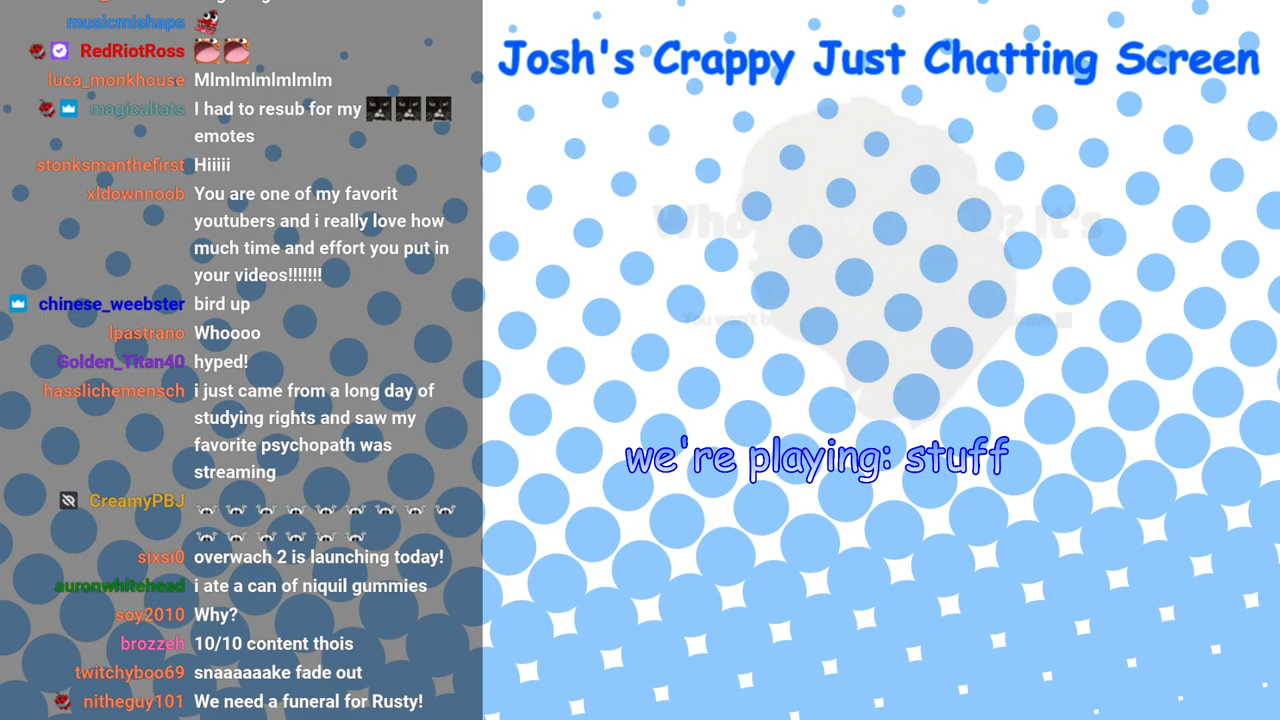 musicmishaps
RedRiotRoss
luca_monkhouse MlmlmlmlmlmIm
magicaltats I had to resub for my
emotes
stonksmanthefirst Hiiiii
xldownnoob You are one of my favorit
youtubers and i really love how
much time and effort you put in
your videos!!!!!!!
chinese_weebster bird up
lpastrano Whoooo
Golden_Titan40 hyped!
hasslichemensch i just came from a long day of
studying rights and saw my
favorite psychopath was
streaming
CreamyPBJ
sixsi0 overwach 2 is launching today!
auronwhitehead i ate a can of niquil gummies
soy2010 Why?
brozzeh 10/10 content thois
twitchyboo69 snaaaaaake fade out
nitheguy101 We need a funeral for Rusty!
Josh's Crappy Just Chatting Screen
Who ? It's
You won't
we're playing: stuff